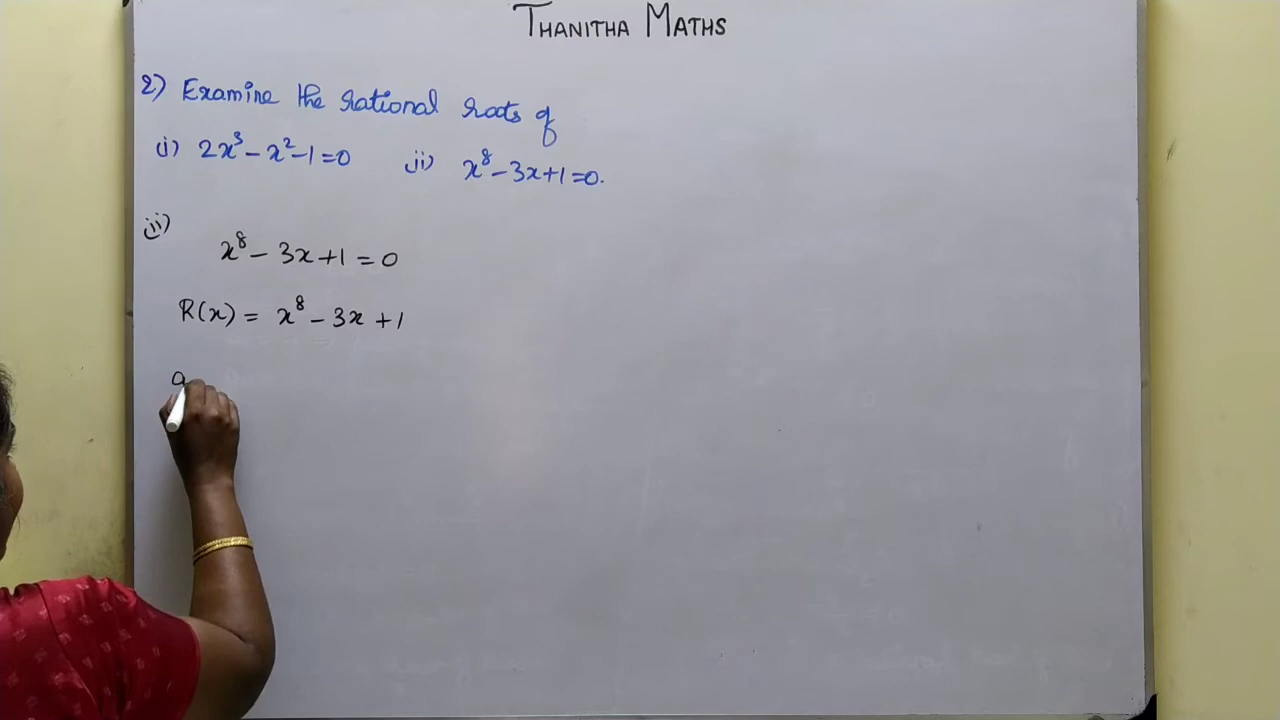 THANITHA MATHS
2) Examine the rational roots of
i) 2x³ - x² - 1 = 0 ii) x⁸ - 3x + 1 = 0.
ii)
x⁸ - 3x + 1 = 0
P(x) = x⁸ - 3x + 1
a